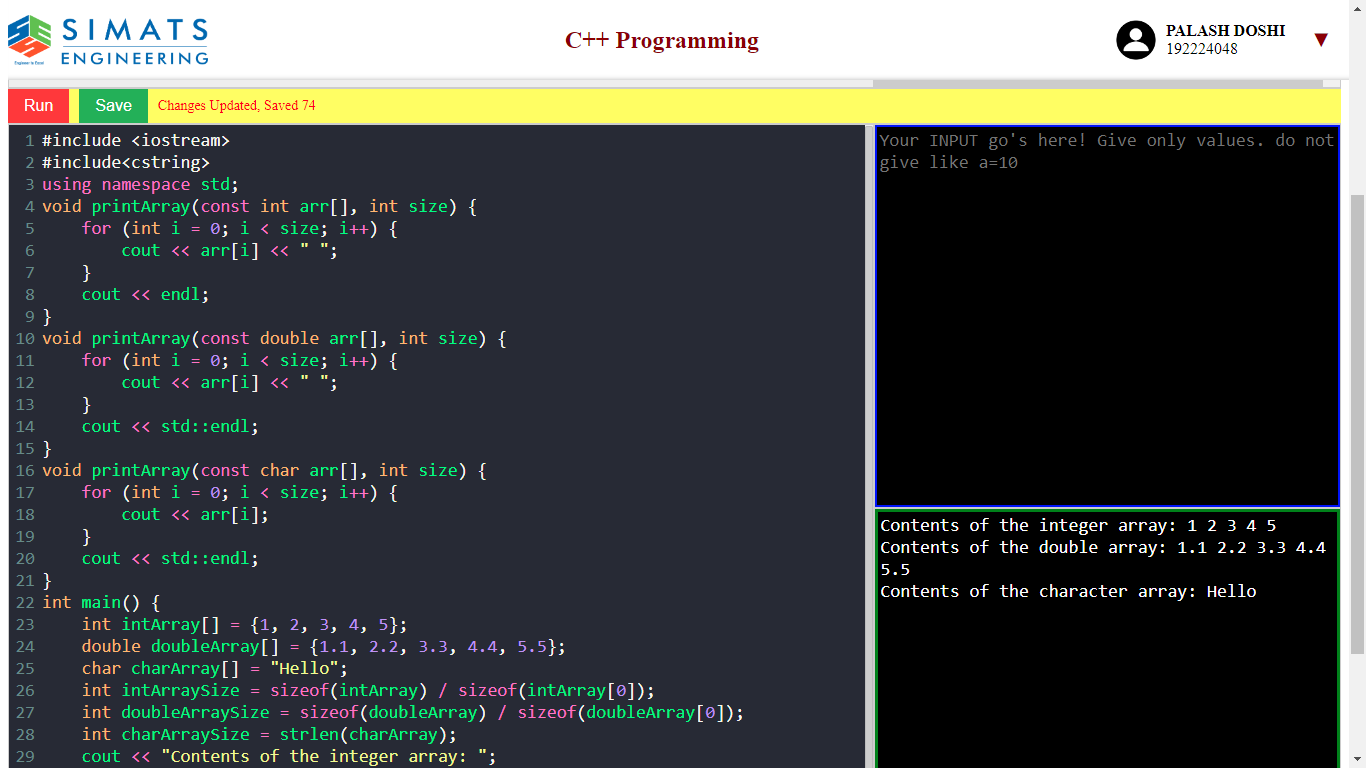 SIMATS
ENGINEERING
Engineer to Excel
C++ Programming
PALASH DOSHI
192224048
▼
Run Save Changes Updated, Saved 74
1 #include <iostream>
2 #include<cstring>
3 using namespace std;
4 void printArray(const int arr[], int size) {
5     for (int i = 0; i < size; i++) {
6         cout << arr[i] << " ";
7     }
8     cout << endl;
9 }
10 void printArray(const double arr[], int size) {
11     for (int i = 0; i < size; i++) {
12         cout << arr[i] << " ";
13     }
14     cout << std::endl;
15 }
16 void printArray(const char arr[], int size) {
17     for (int i = 0; i < size; i++) {
18         cout << arr[i];
19     }
20     cout << std::endl;
21 }
22 int main() {
23     int intArray[] = {1, 2, 3, 4, 5};
24     double doubleArray[] = {1.1, 2.2, 3.3, 4.4, 5.5};
25     char charArray[] = "Hello";
26     int intArraySize = sizeof(intArray) / sizeof(intArray[0]);
27     int doubleArraySize = sizeof(doubleArray) / sizeof(doubleArray[0]);
28     int charArraySize = strlen(charArray);
29     cout << "Contents of the integer array: ";
Your INPUT go's here! Give only values. do not
give like a=10
Contents of the integer array: 1 2 3 4 5
Contents of the double array: 1.1 2.2 3.3 4.4
5.5
Contents of the character array: Hello